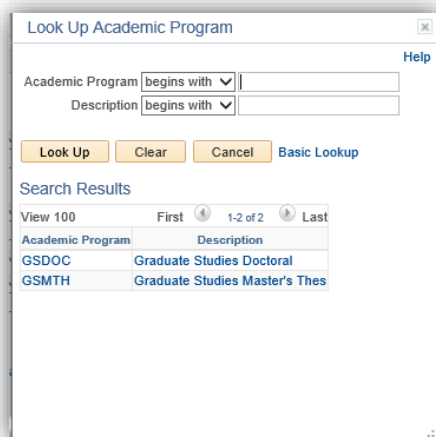 Look Up Academic Program
Help
Academic Program begins with
Description begins with
Look Up Clear Cancel Basic Lookup
Search Results
View 100 First 1-2 of 2 Last
Academic Program Description
GSDOC Graduate Studies Doctoral
GSMTH Graduate Studies Master's Thes